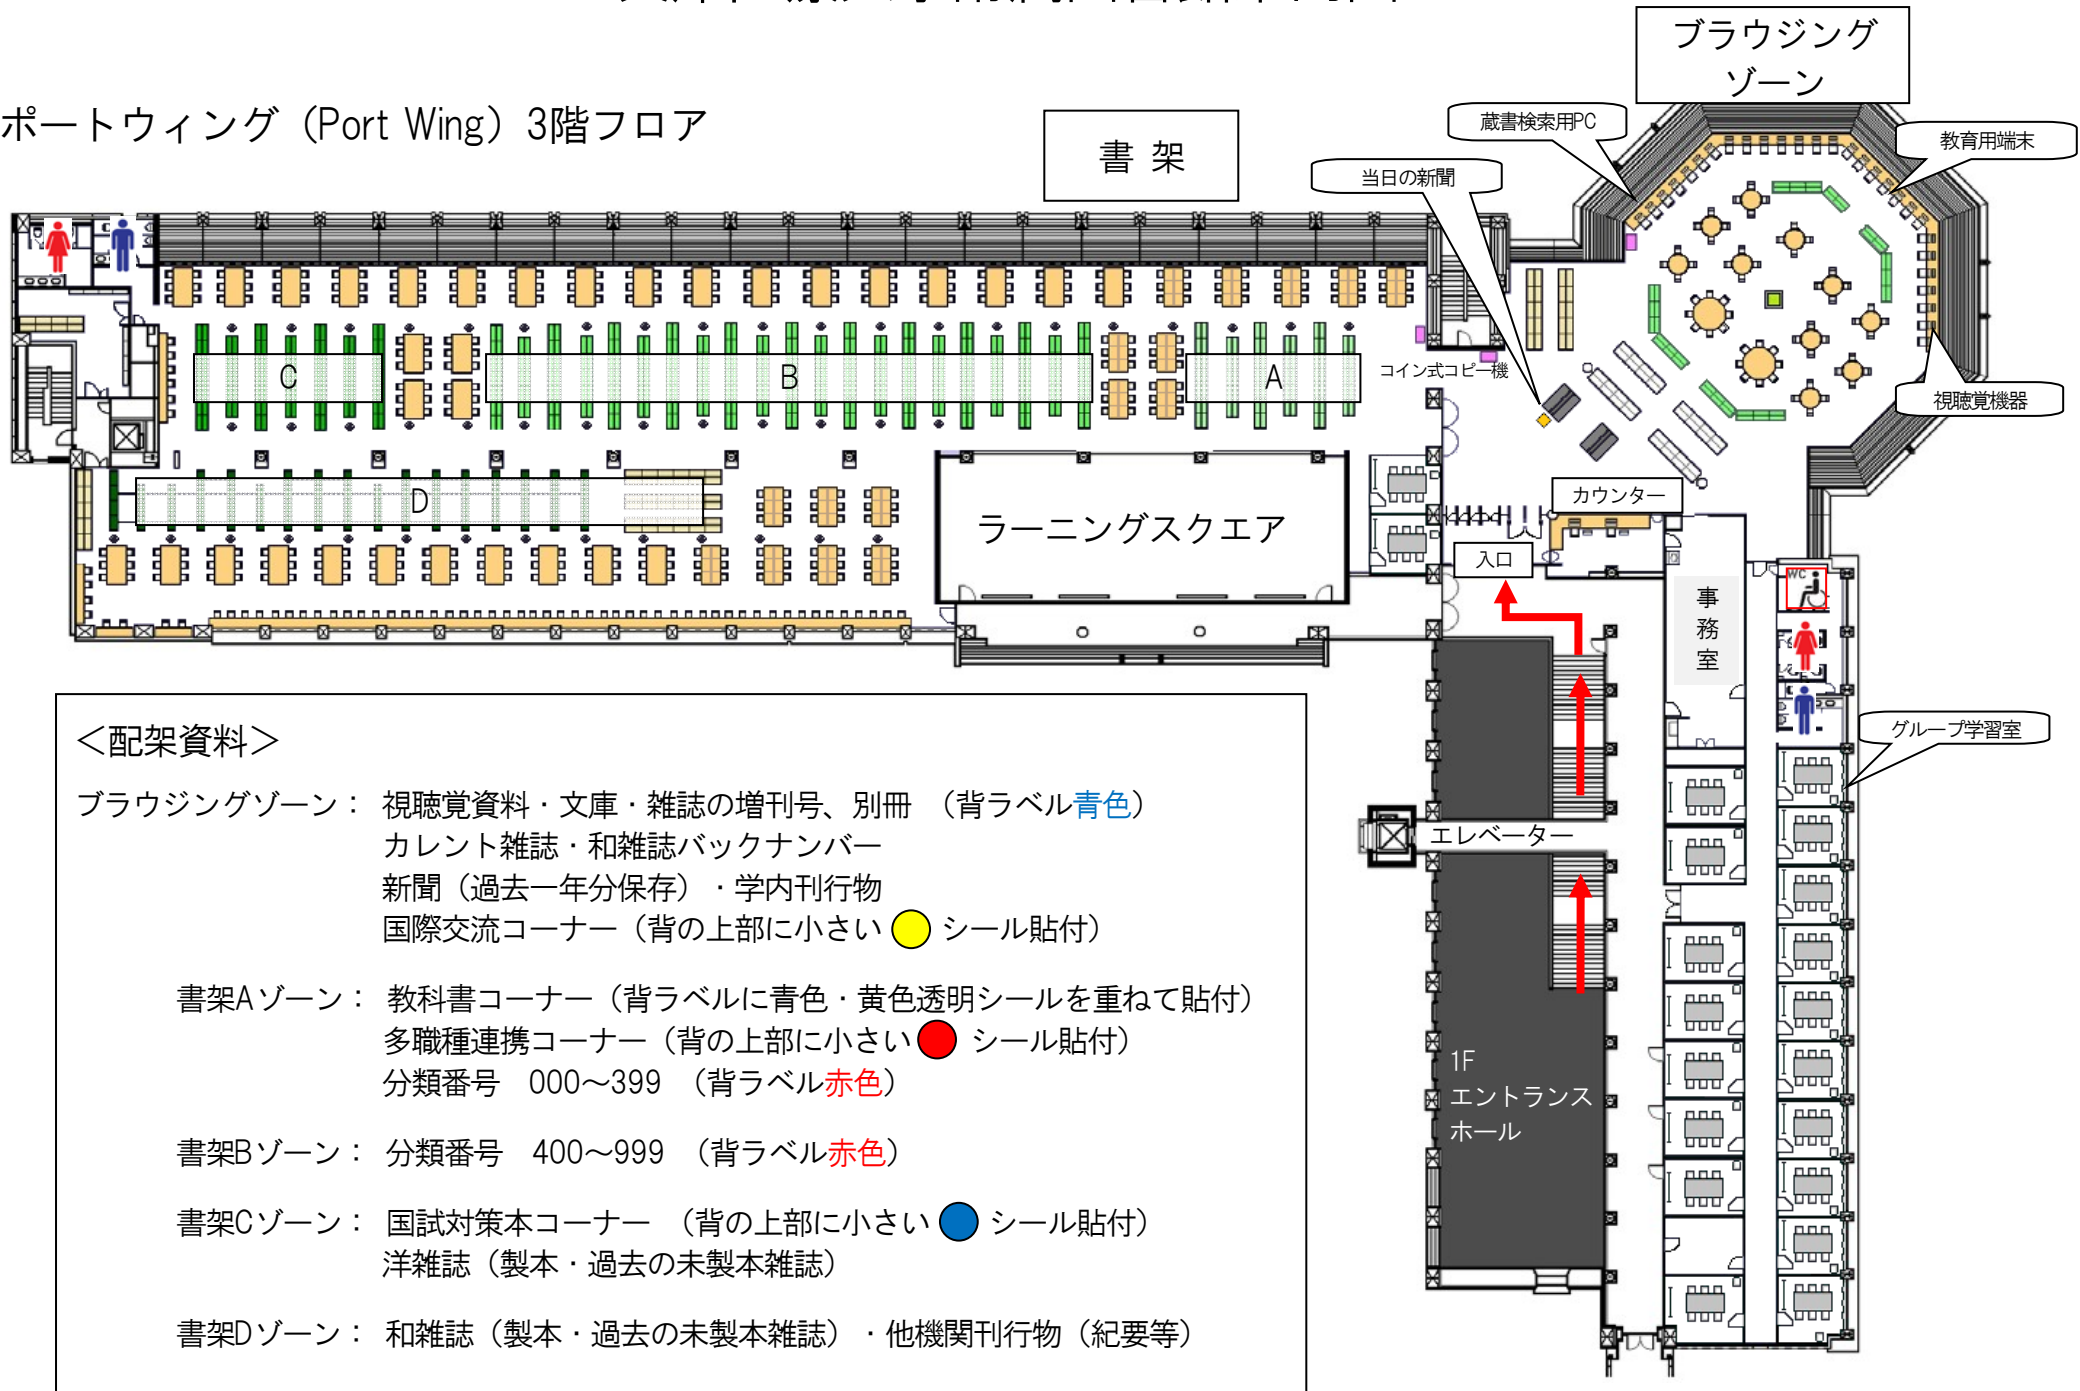 ポートウィング（Port Wing）3階フロア
書 架
ブラウジング
ゾーン
蔵書検索用PC
教育用端末
当日の新聞
C
B
A
コイン式コピー機
視聴覚機器
D
カウンター
ラーニングスクエア
入口
WC
事
務
室
グループ学習室
エレベーター
1F
エントランス
ホール
＜配架資料＞
ブラウジングゾーン： 視聴覚資料・文庫・雑誌の増刊号、別冊 （背ラベル青色）
カレント雑誌・和雑誌バックナンバー
新聞（過去一年分保存）・学内刊行物
国際交流コーナー（背の上部に小さい シール貼付）
書架Aゾーン： 教科書コーナー（背ラベルに青色・黄色透明シールを重ねて貼付）
多職種連携コーナー（背の上部に小さい シール貼付）
分類番号 000～399 （背ラベル赤色）
書架Bゾーン： 分類番号 400～999 （背ラベル赤色）
書架Cゾーン： 国試対策本コーナー （背の上部に小さい シール貼付）
洋雑誌（製本・過去の未製本雑誌）
書架Dゾーン： 和雑誌（製本・過去の未製本雑誌）・他機関刊行物（紀要等）